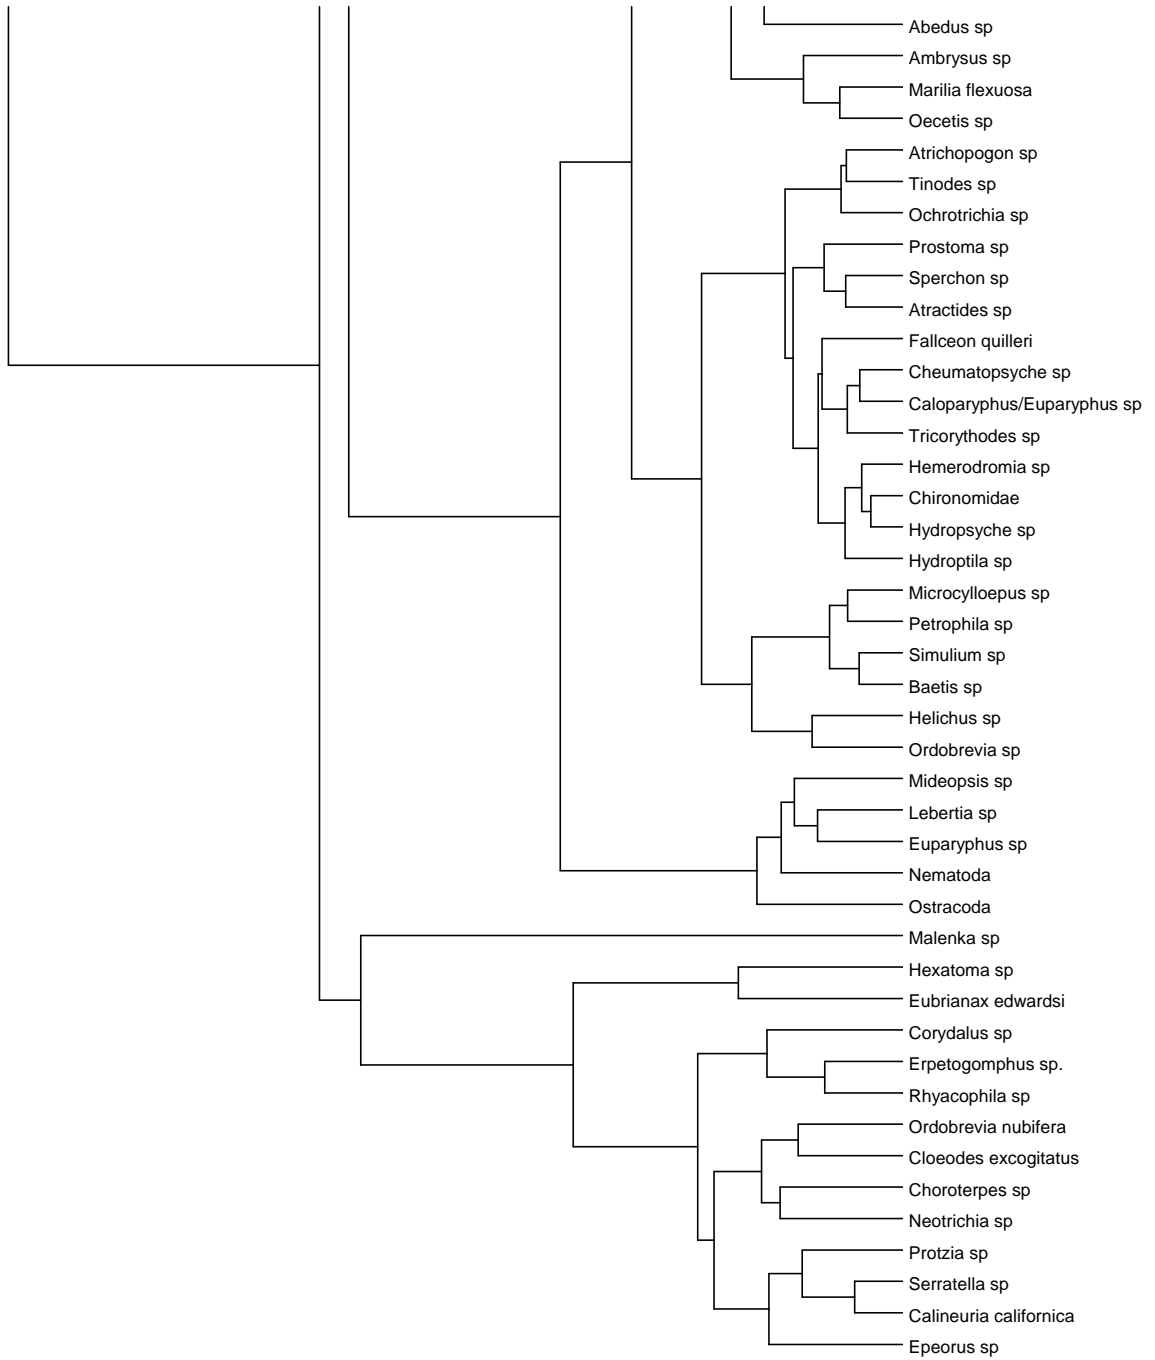 Abedus sp
Ambrysus sp
Marilia flexuosa
Oecetis sp
Atrichopogon sp
Tinodes sp
Ochrotrichia sp
Prostoma sp
Sperchon sp
Atractides sp
Fallceon quilleri
Cheumatopsyche sp
Caloparyphus/Euparyphus sp
Tricorythodes sp
Hemerodromia sp
Chironomidae
Hydropsyche sp
Hydroptila sp
Microcylloepus sp
Petrophila sp
Simulium sp
Baetis sp
Helichus sp
Ordobrevia sp
Mideopsis sp
Lebertia sp
Euparyphus sp
Nematoda
Ostracoda
Malenka sp
Hexatoma sp
Eubrianax edwardsi
Corydalus sp
Erpetogomphus sp.
Rhyacophila sp
Ordobrevia nubifera
Cloeodes excogitatus
Choroterpes sp
Neotrichia sp
Protzia sp
Serratella sp
Calineuria californica
Epeorus sp